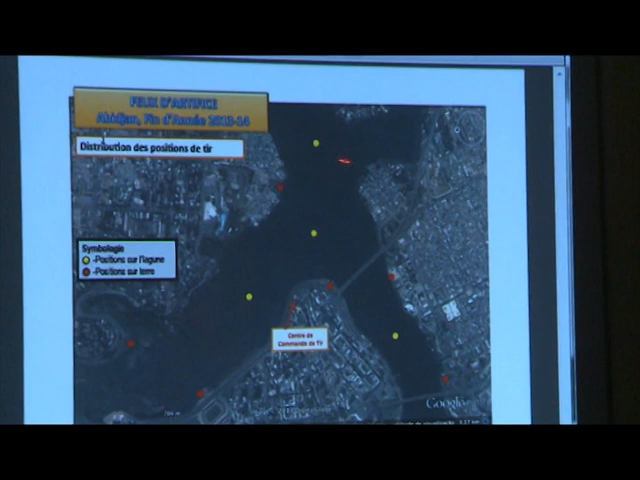 FEUX D'ARTIFICE
Abidjan, Fin d'Année 2013-14
Distribution des positions de tir
Symbologie
-Positions sur l'lagune
-Positions sur terre
Centre de
Commande de Tir
Google